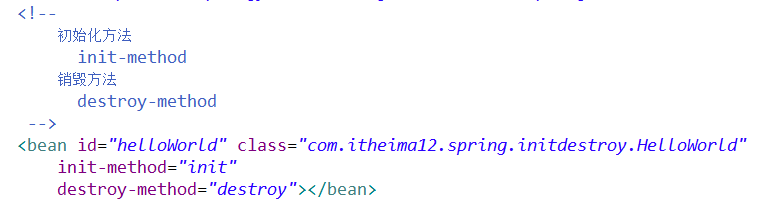 <!--
初始化方法
init-method
销毁方法
destroy-method
-->
<bean id="helloWorld" class="com.itheima12.spring.initdestroy.HelloWorld"
init-method="init"
destroy-method="destroy"></bean>